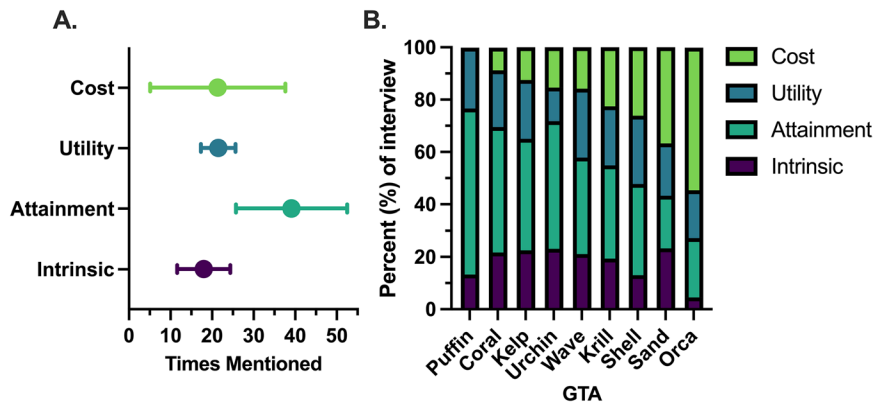 A.
Cost
Utility
Attainment
Intrinsic
0 10 20 30 40 50
Times Mentioned
B.
Percent (%) of interview
100
80
60
40
20
0
Puffin Coral Kelp Urchin Wave Krill Shell Sand Orca
GTA
Cost
Utility
Attainment
Intrinsic